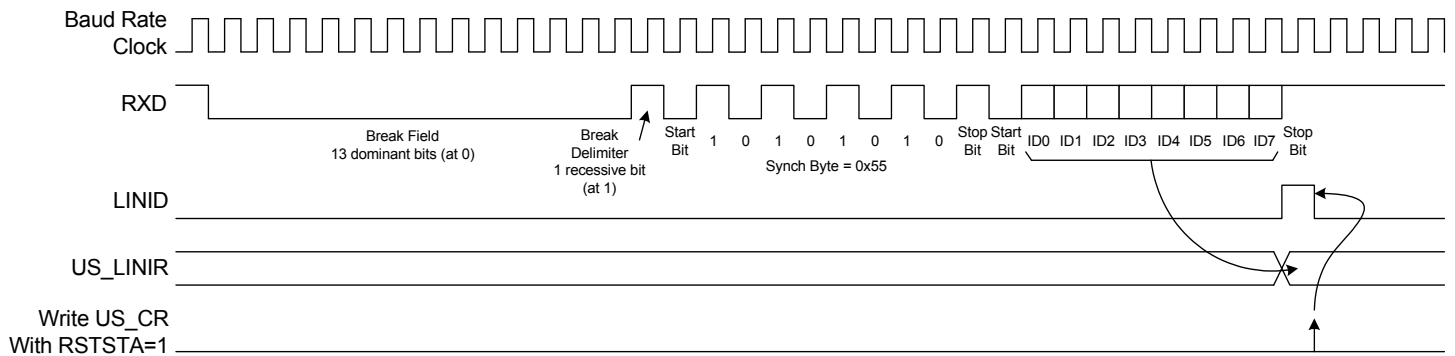 Baud Rate
Clock
RXD
Break Field
13 dominant bits (at 0)
Break
Delimiter
1 recessive bit
(at 1)
Start
Bit
1 0 1 0 1 0 1 0
Stop
Bit
Start
Bit
ID0 ID1 ID2 ID3 ID4 ID5 ID6 ID7
Stop
Bit
Synch Byte = 0x55
LINID
US_LINIR
Write US_CR
With RSTSTA=1